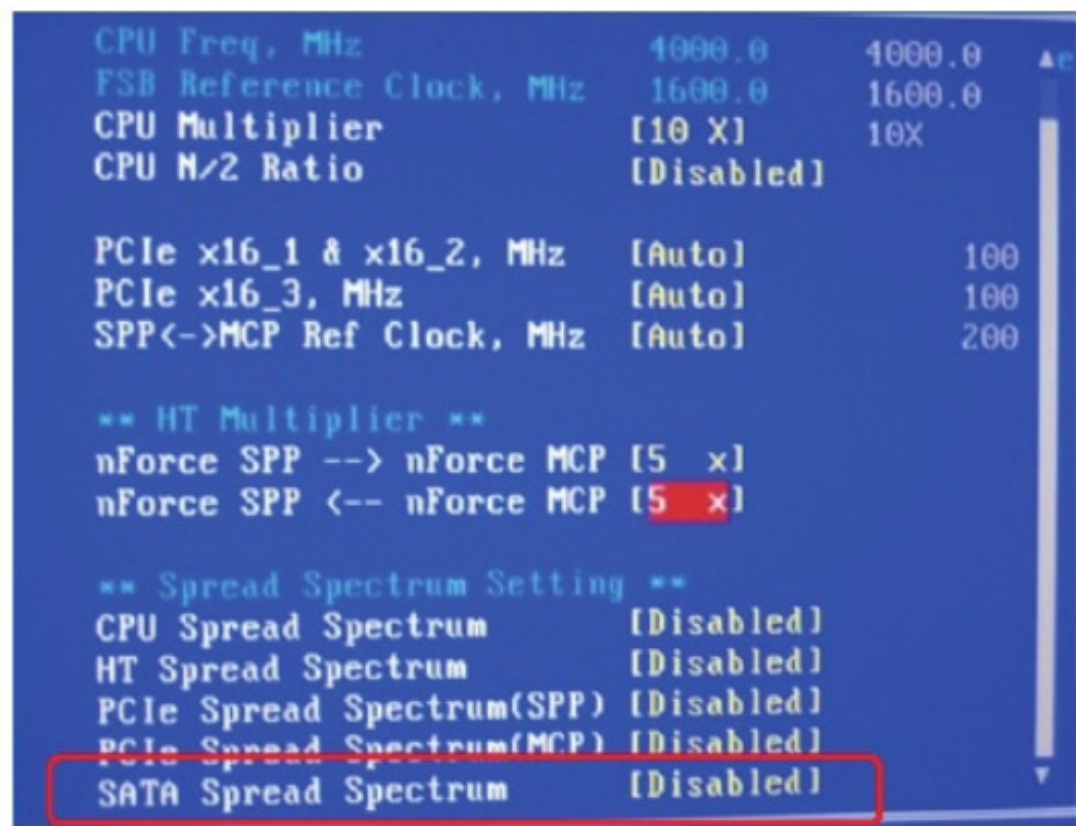 CPU Freq, MHz 4000.0 4000.0
FSB Reference Clock, MHz 1600.0 1600.0
CPU Multiplier [10 X] 10X
CPU N/2 Ratio [Disabled]
PCIe x16_1 & x16_2, MHz [Auto] 100
PCIe x16_3, MHz [Auto] 100
SPP<->MCP Ref Clock, MHz [Auto] 200
** HT Multiplier **
nForce SPP --> nForce MCP [5 x]
nForce SPP <-- nForce MCP [5 x]
** Spread Spectrum Setting **
CPU Spread Spectrum [Disabled]
HT Spread Spectrum [Disabled]
PCIe Spread Spectrum(SPP) [Disabled]
PCIe Spread Spectrum(MCP) [Disabled]
SATA Spread Spectrum [Disabled]